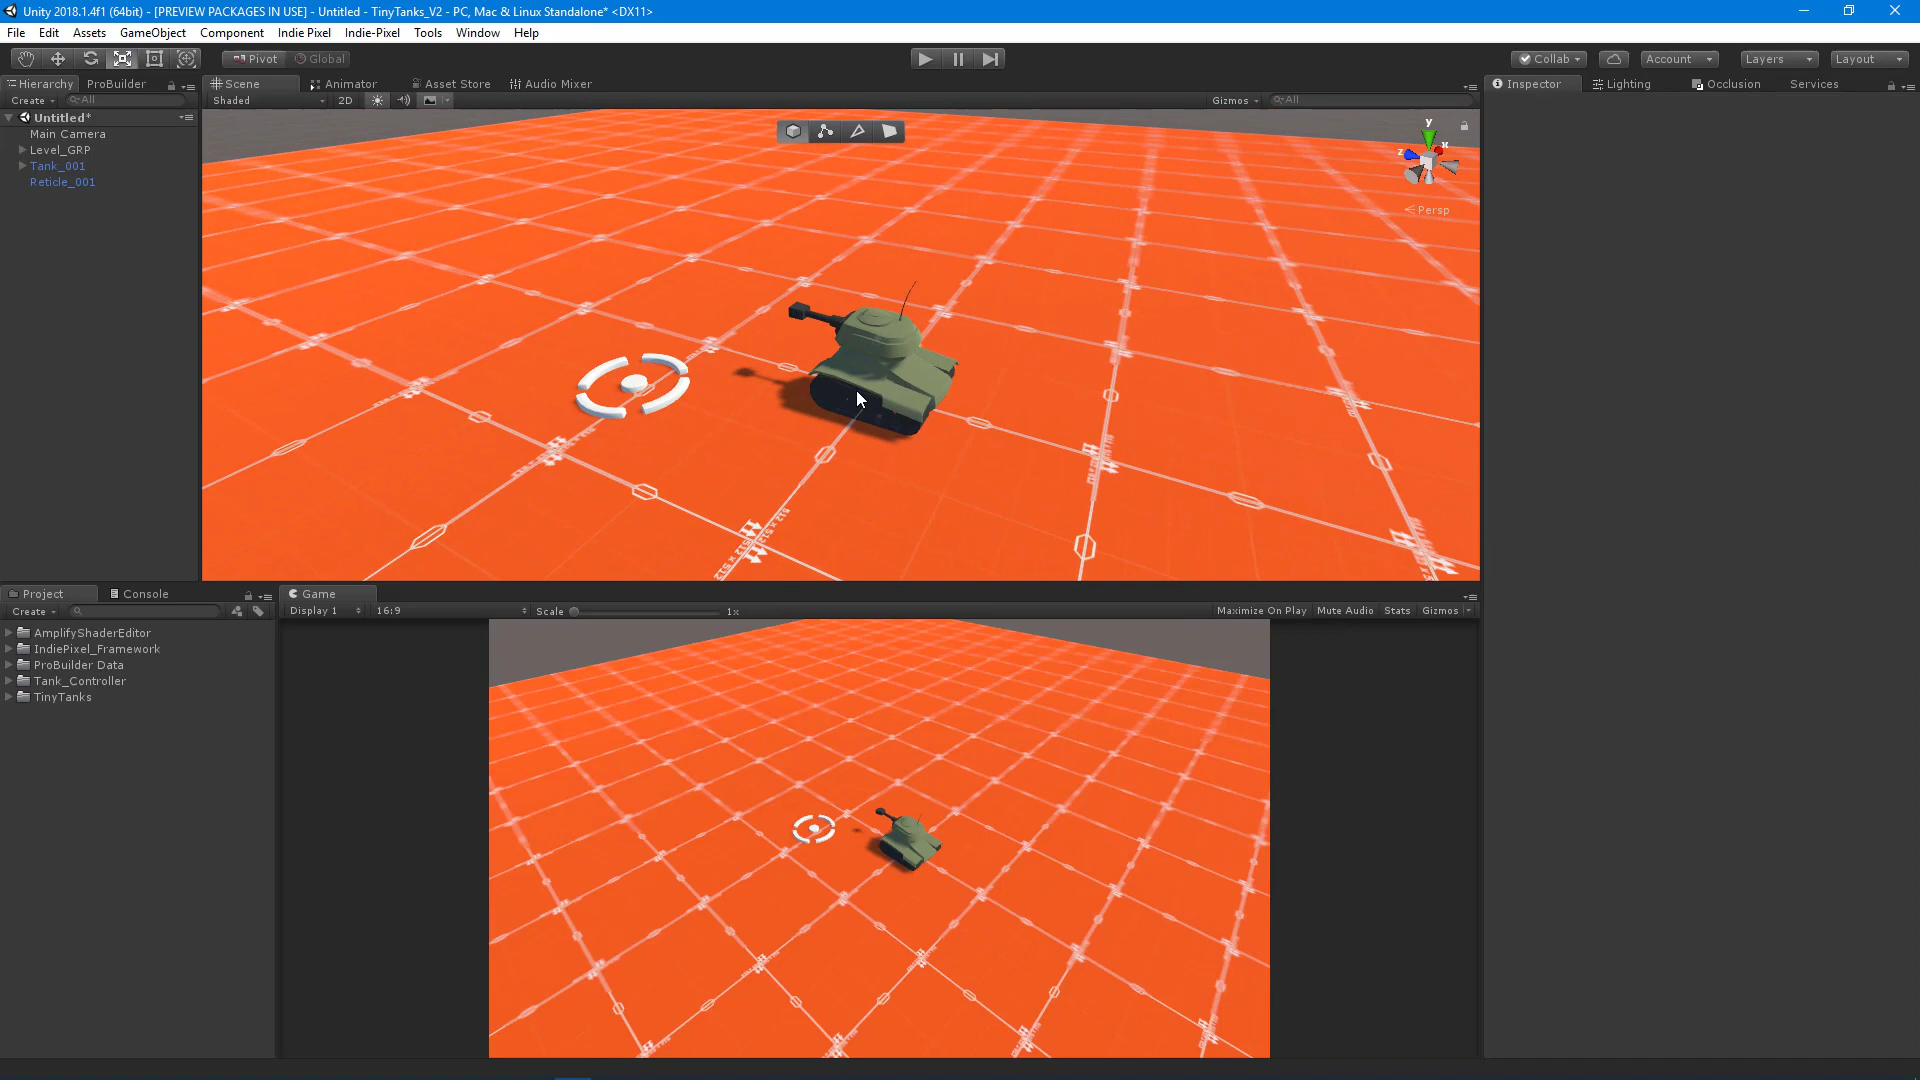 Unity 2018.1.4f1 (64bit) - [PREVIEW PACKAGES IN USE] - Untitled - TinyTanks_V2 - PC, Mac & Linux Standalone* <DX11>
File Edit Assets GameObject Component Indie Pixel Indie-Pixel Tools Window Help
Pivot Global Collab Account Layers Layout
Hierarchy ProBuilder Scene Animator Asset Store Audio Mixer Inspector Lighting Occlusion Services
Create All Shaded 2D Gizmos All
Untitled*
Main Camera
Level_GRP
Tank_001
Reticle_001
y
x
z
Persp
512 x 512
Project Console Game
Create Display 1 16:9 Scale 1x Maximize On Play Mute Audio Stats Gizmos
AmplifyShaderEditor
IndiePixel_Framework
ProBuilder Data
Tank_Controller
TinyTanks